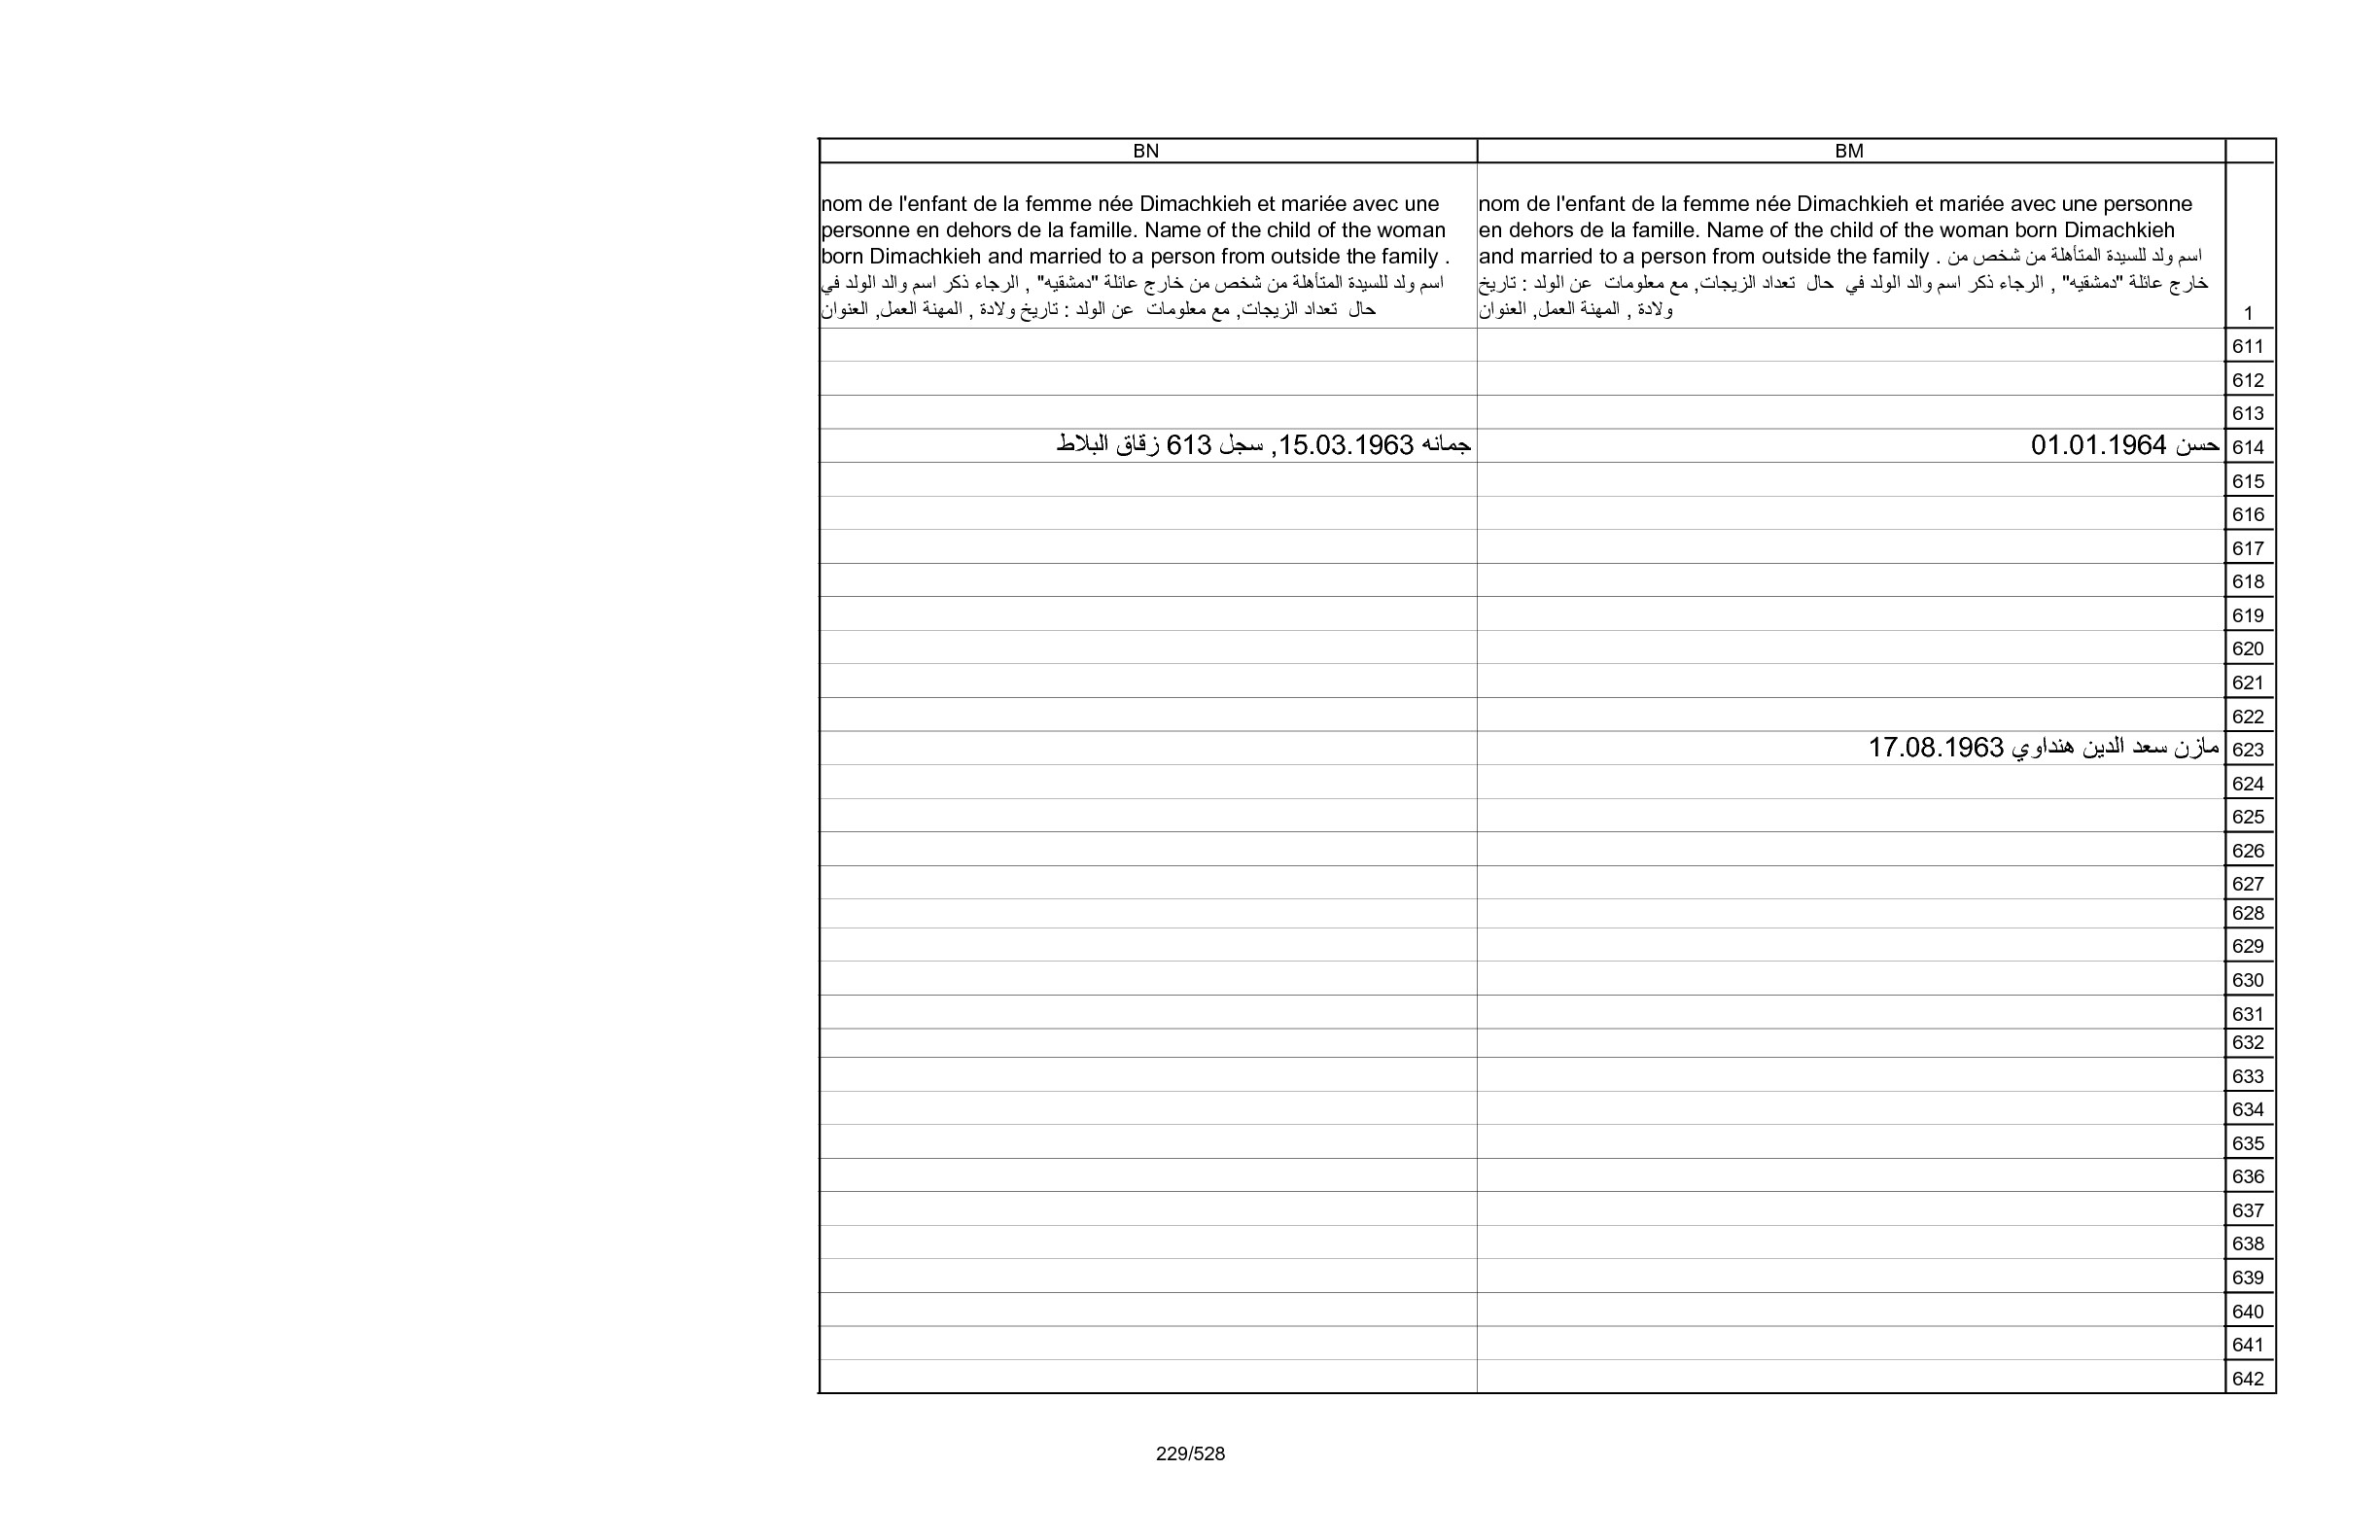 BN
BM
nom de l'enfant de la femme née Dimachkieh et mariée avec une
personne en dehors de la famille. Name of the child of the woman
born Dimachkieh and married to a person from outside the family .
اسم ولد للسيدة المتأهلة من شخص من خارج عائلة "دمشقيه" , الرجاء ذكر اسم والد الولد في
حال تعداد الزيجات, مع معلومات عن الولد : تاريخ ولادة , المهنة العمل, العنوان
nom de l'enfant de la femme née Dimachkieh et mariée avec une personne
en dehors de la famille. Name of the child of the woman born Dimachkieh
and married to a person from outside the family . اسم ولد للسيدة المتأهلة من شخص من
خارج عائلة "دمشقيه" , الرجاء ذكر اسم والد الولد في حال تعداد الزيجات, مع معلومات عن الولد : تاريخ
ولادة , المهنة العمل, العنوان
1
611
612
613
جمانه 15.03.1963, سجل 613 زقاق البلاط
حسن 01.01.1964
614
615
616
617
618
619
620
621
622
مازن سعد الدين هنداوي 17.08.1963
623
624
625
626
627
628
629
630
631
632
633
634
635
636
637
638
639
640
641
642
229/528